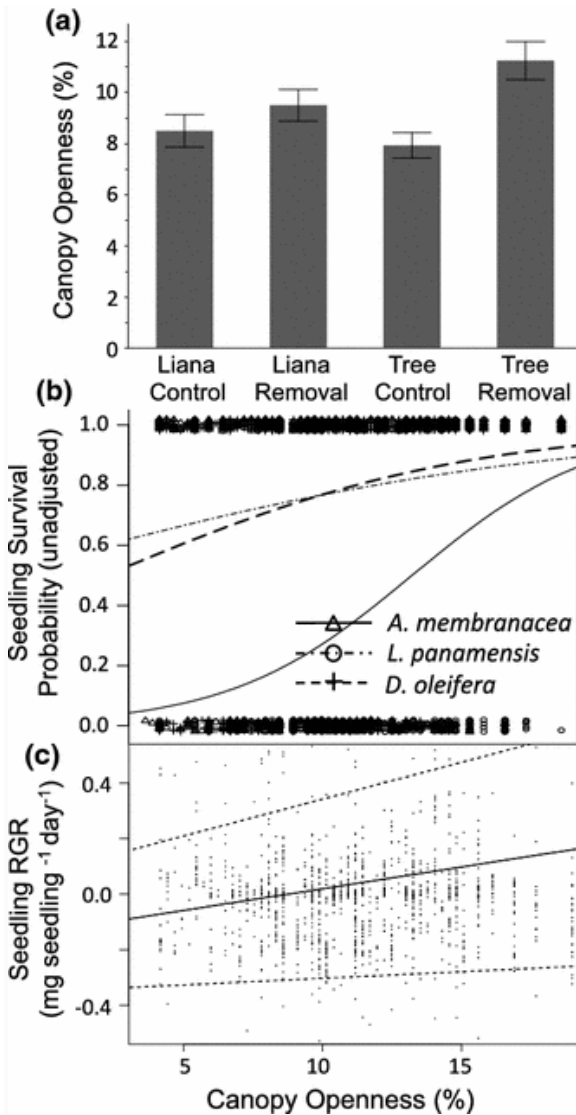 (a)
Canopy Openness (%)
12
10
8
6
4
2
0
Liana Control
Liana Removal
Tree Control
Tree Removal
(b)
Seedling Survival
Probability (unadjusted)
1.0
0.8
0.6
0.4
0.2
0.0
A. membranacea
L. panamensis
D. oleifera
(c)
Seedling RGR
(mg seedling -1 day-1)
0.4
0.0
-0.4
5
10
15
Canopy Openness (%)